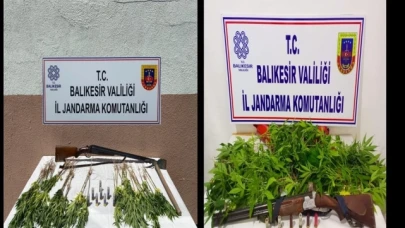 T.C.
BALIKESİR VALİLİĞİ
İL JANDARMA KOMUTANLIĞI
T.C.
BALIKESİR VALİLİĞİ
İL JANDARMA KOMUTANLIĞI